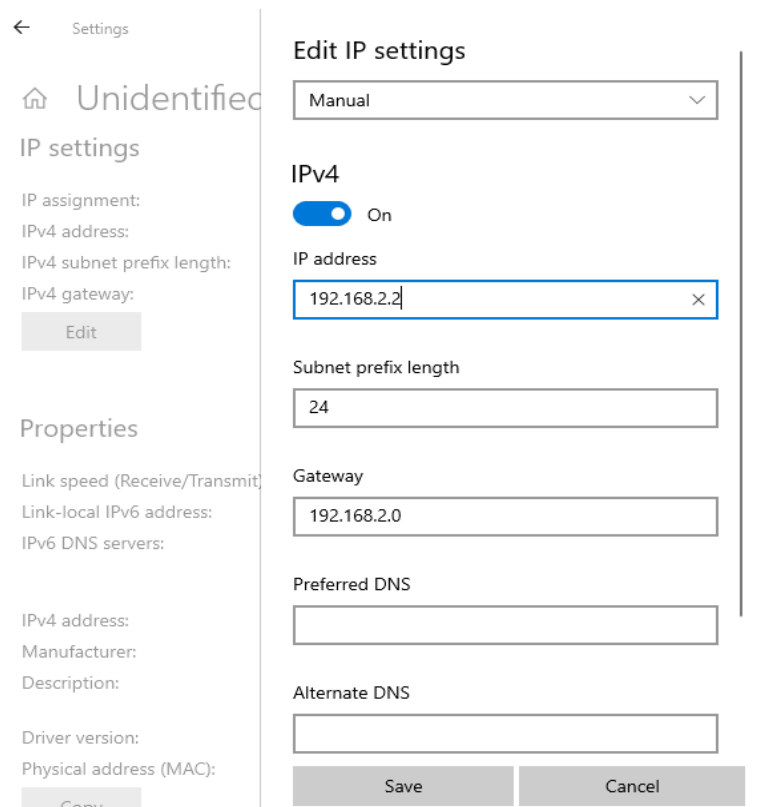 Settings
Unidentified
IP settings
IP assignment:
IPv4 address:
IPv4 subnet prefix length:
IPv4 gateway:
Edit
Properties
Link speed (Receive/Transmit)
Link-local IPv6 address:
IPv6 DNS servers:
IPv4 address:
Manufacturer:
Description:
Driver version:
Physical address (MAC):
Copy
Edit IP settings
Manual
IPv4
On
IP address
192.168.2.2
Subnet prefix length
24
Gateway
192.168.2.0
Preferred DNS
Alternate DNS
Save
Cancel